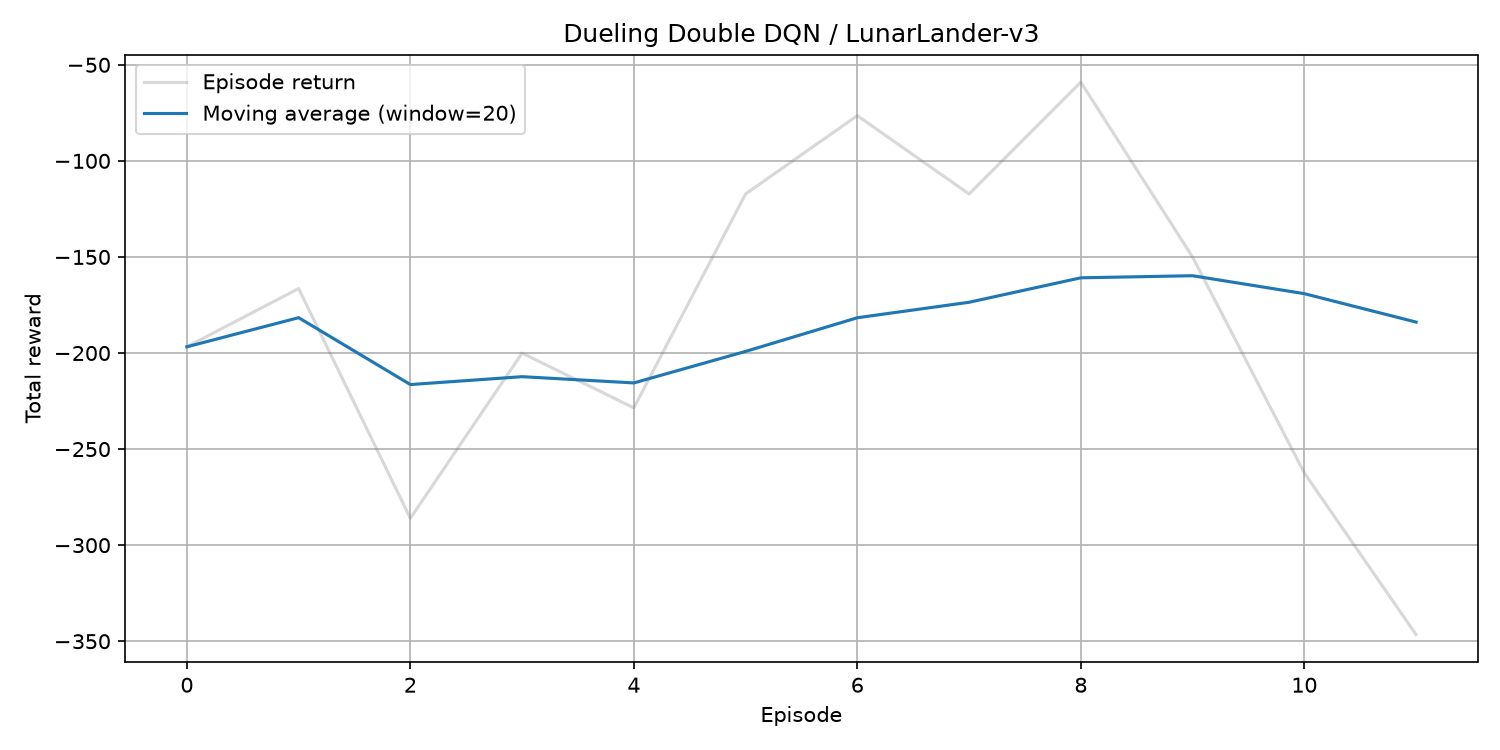 Dueling Double DQN / LunarLander-v3
Episode return
Moving average (window=20)
Total reward
−50
−100
−150
−200
−250
−300
−350
0 2 4 6 8 10
Episode